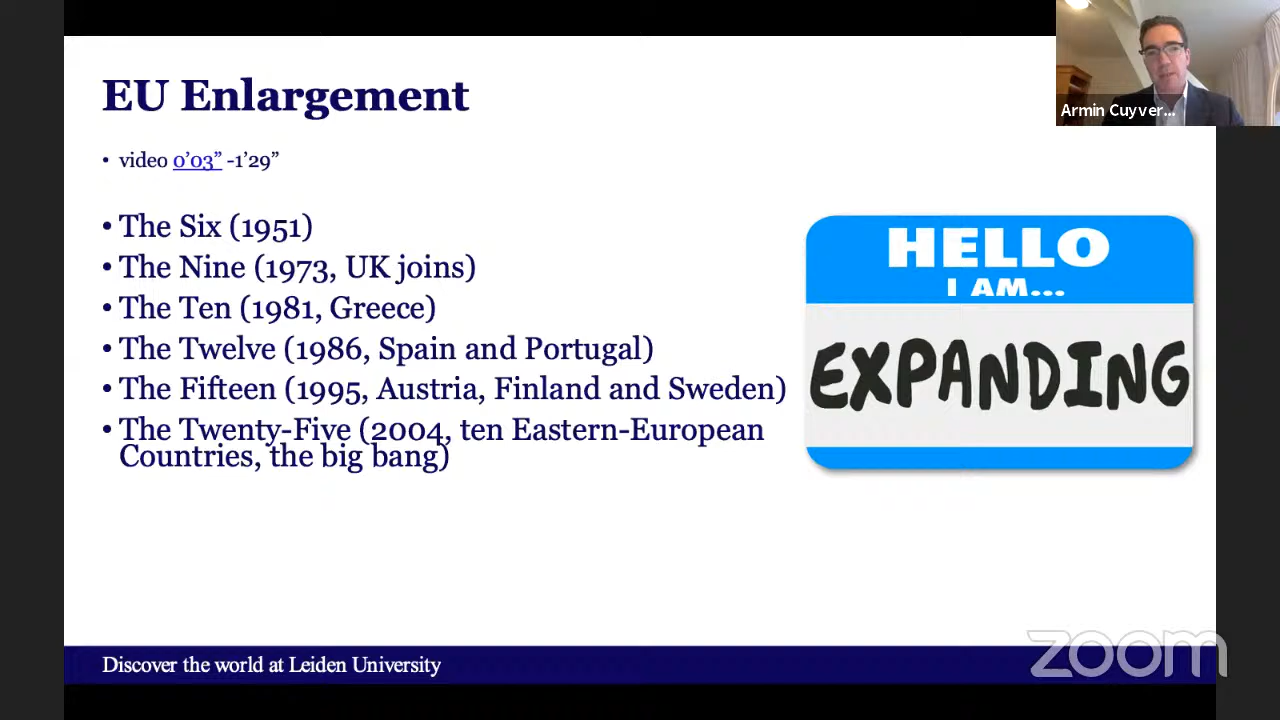 EU Enlargement
Armin Cuyver...
• video 0’03” -1’29”
• The Six (1951)
• The Nine (1973, UK joins)
• The Ten (1981, Greece)
• The Twelve (1986, Spain and Portugal)
• The Fifteen (1995, Austria, Finland and Sweden)
• The Twenty-Five (2004, ten Eastern-European
Countries, the big bang)
HELLO
I AM...
EXPANDING
Discover the world at Leiden University
zoom